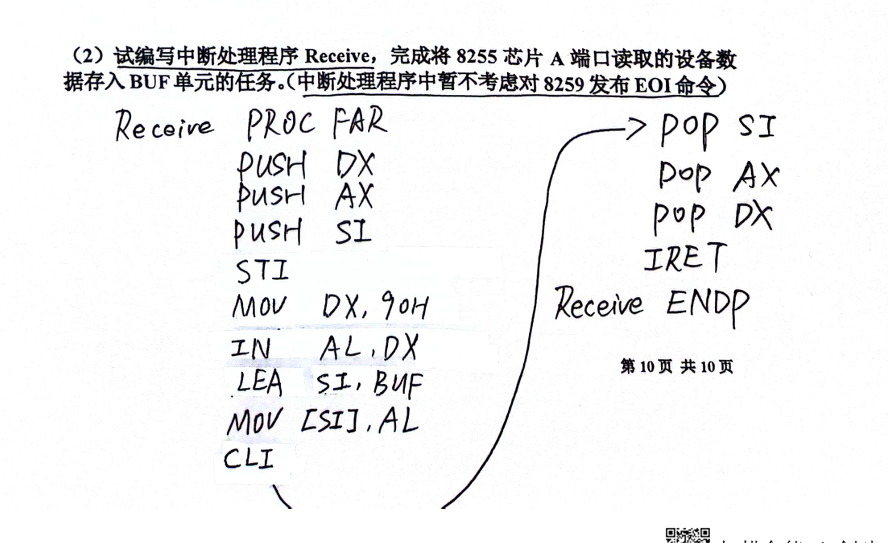 (2)试编写中断处理程序 Receive，完成将 8255 芯片 A 端口读取的设备数
据存入 BUF 单元的任务。(中断处理程序中暂不考虑对 8259 发布 EOI 命令)
Receive PROC FAR
PUSH DX
PUSH AX
PUSH SI
STI
MOV DX, 90H
IN AL, DX
LEA SI, BUF
MOV [SI], AL
CLI
POP SI
POP AX
POP DX
IRET
Receive ENDP
第 10 页 共 10 页